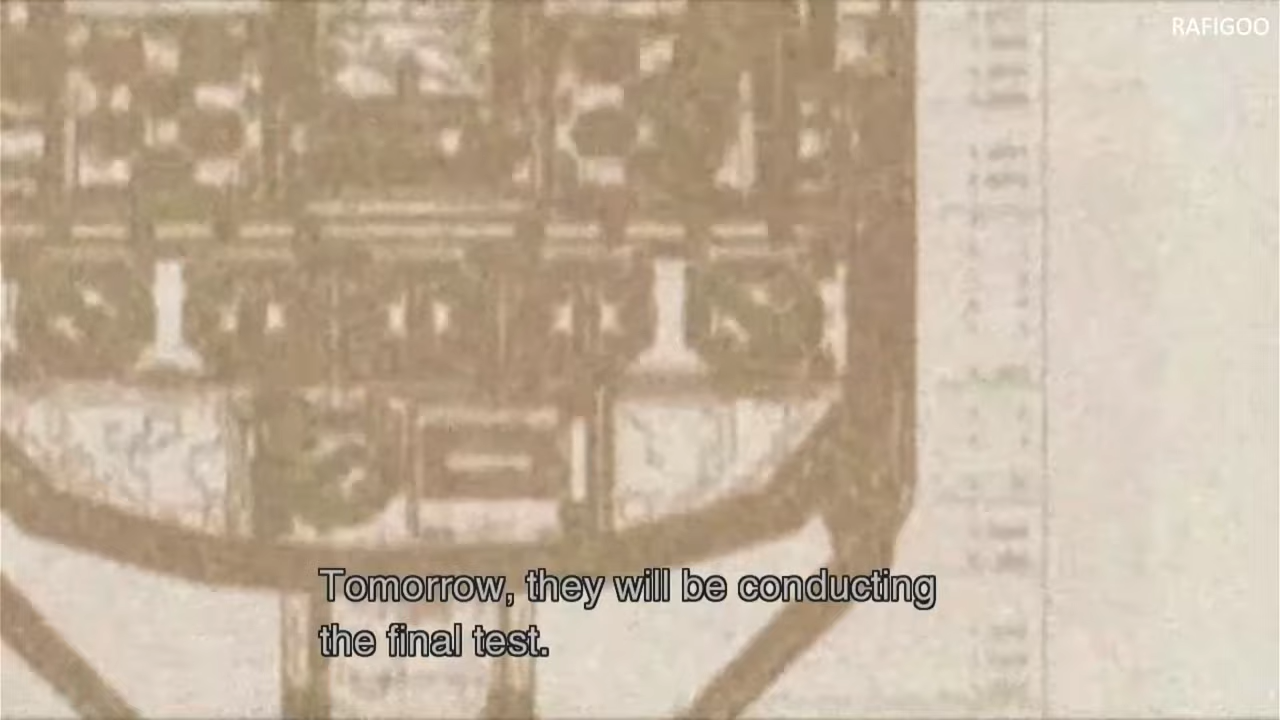 RAFIGOO
Tomorrow, they will be conducting
the final test.